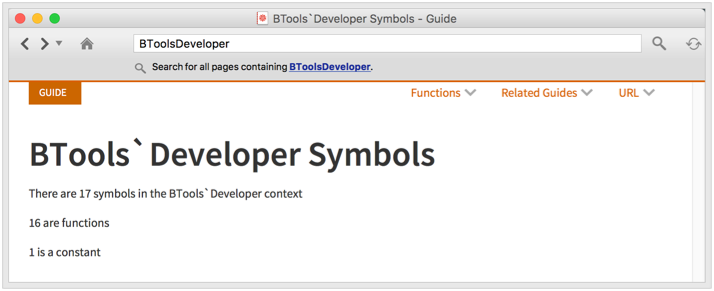 BTools`Developer Symbols - Guide
BToolsDeveloper
Search for all pages containing BToolsDeveloper.
GUIDE Functions Related Guides URL
BTools`Developer Symbols
There are 17 symbols in the BTools`Developer context
16 are functions
1 is a constant